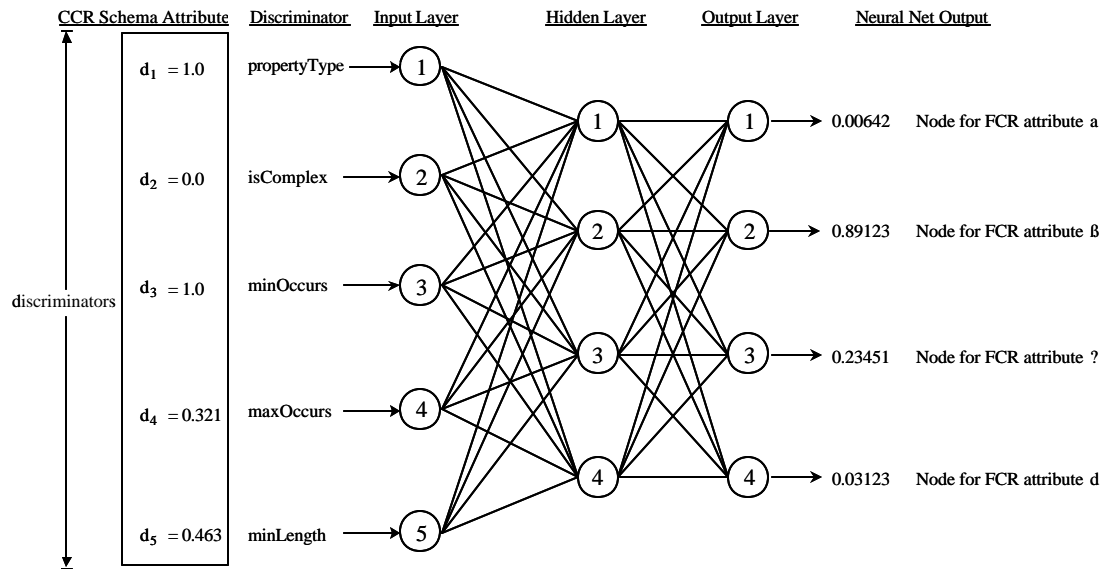 CCR Schema Attribute Discriminator Input Layer Hidden Layer Output Layer Neural Net Output
d1 = 1.0 propertyType 1
1 1 0.00642 Node for FCR attribute a
d2 = 0.0 isComplex 2
2 2 0.89123 Node for FCR attribute ß
d3 = 1.0 minOccurs 3
discriminators
3 3 0.23451 Node for FCR attribute ?
d4 = 0.321 maxOccurs 4
4 4 0.03123 Node for FCR attribute d
d5 = 0.463 minLength 5